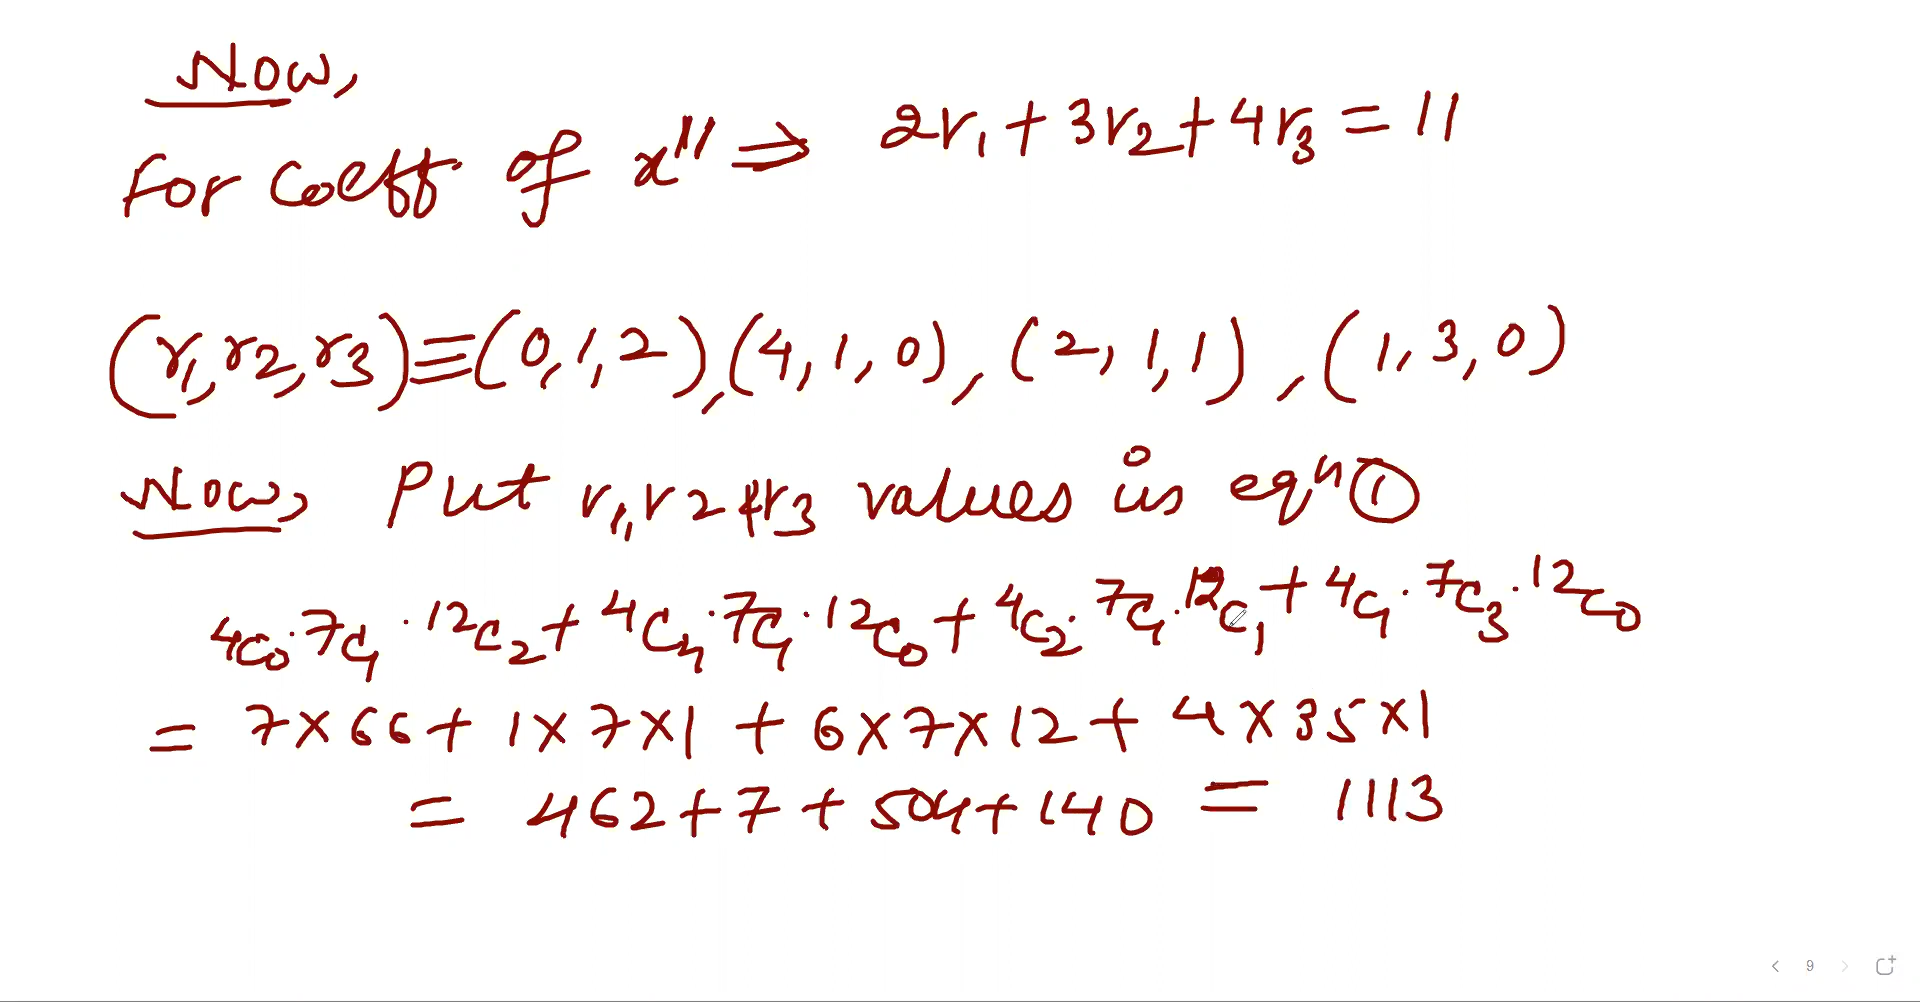 Now,
For Coeff of x¹¹ ⇒ 2r₁ + 3r₂ + 4r₃ = 11
(r₁, r₂, r₃) ≡ (0, 1, 2), (4, 1, 0), (2, 1, 1), (1, 3, 0)
Now, Put r₁, r₂ & r₃ values in eqⁿ ①
⁴C₀ · ⁷C₁ · ¹²C₂ + ⁴C₄ · ⁷C₁ · ¹²C₀ + ⁴C₂ · ⁷C₁ · ¹²C₁ + ⁴C₁ · ⁷C₃ · ¹²C₀
= 7 × 66 + 1 × 7 × 1 + 6 × 7 × 12 + 4 × 35 × 1
= 462 + 7 + 504 + 140 = 1113
9